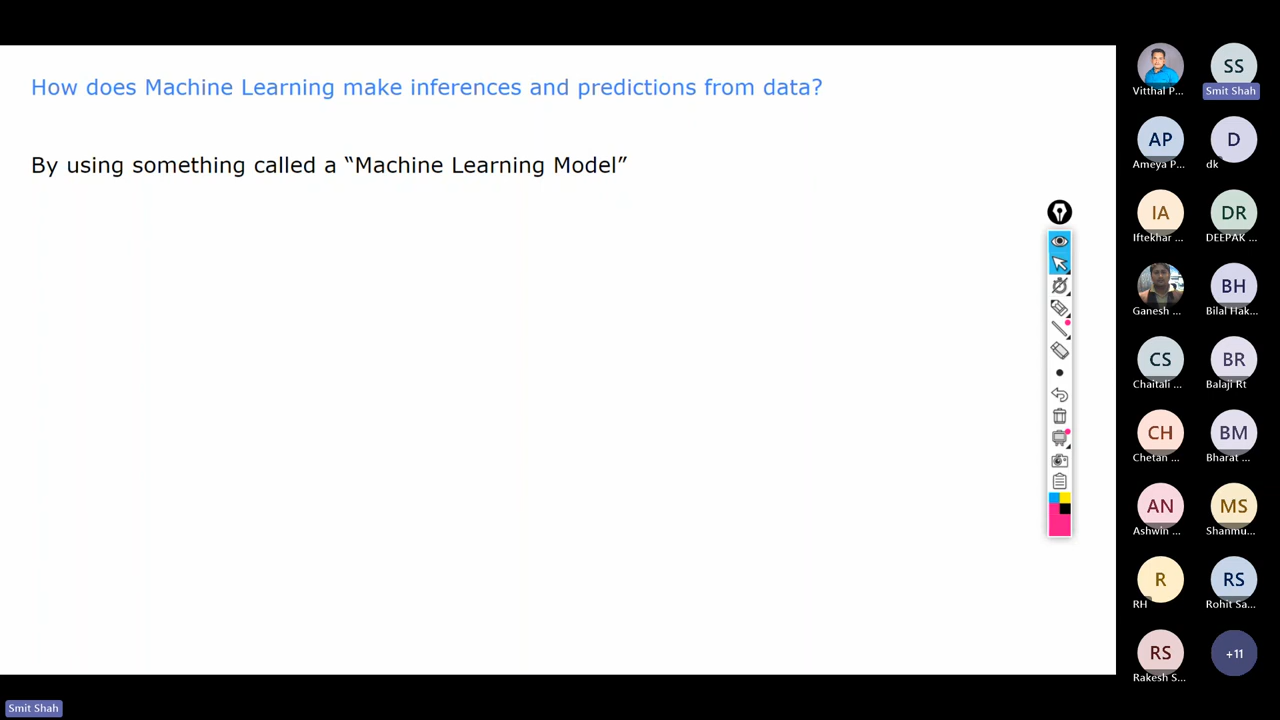 How does Machine Learning make inferences and predictions from data?
By using something called a “Machine Learning Model”
Vitthal P...
SS
Smit Shah
AP
Ameya P...
D
dk
IA
Iftekhar ...
DR
DEEPAK ...
Ganesh ...
BH
Bilal Hak...
CS
Chaitali ...
BR
Balaji Rt
CH
Chetan ...
BM
Bharat ...
AN
Ashwin ...
MS
Shanmu...
R
RH
RS
Rohit Sa...
RS
Rakesh S...
+11
Smit Shah